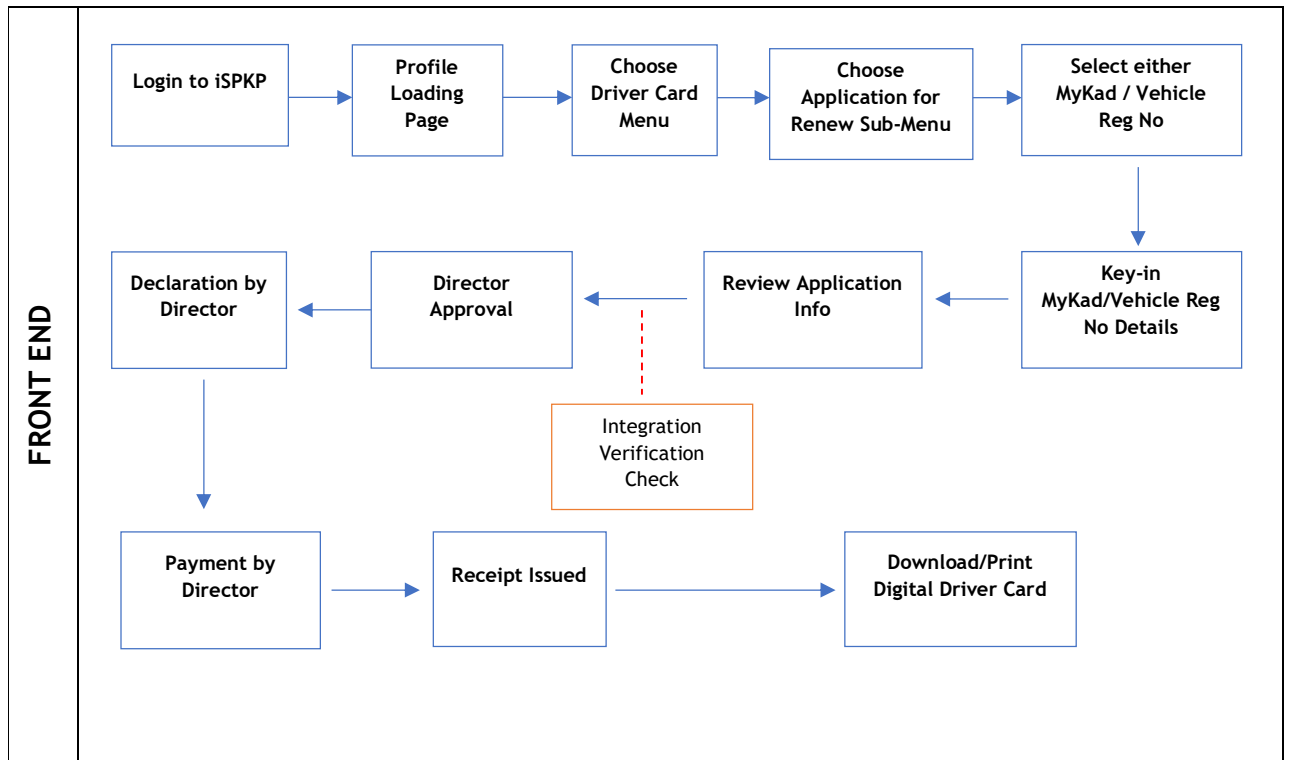 FRONT END
Login to iSPKP
Profile
Loading
Page
Choose
Driver Card
Menu
Choose
Application for
Renew Sub-Menu
Select either
MyKad / Vehicle
Reg No
Key-in
MyKad/Vehicle Reg
No Details
Review Application
Info
Director
Approval
Declaration by
Director
Integration
Verification
Check
Payment by
Director
Receipt Issued
Download/Print
Digital Driver Card